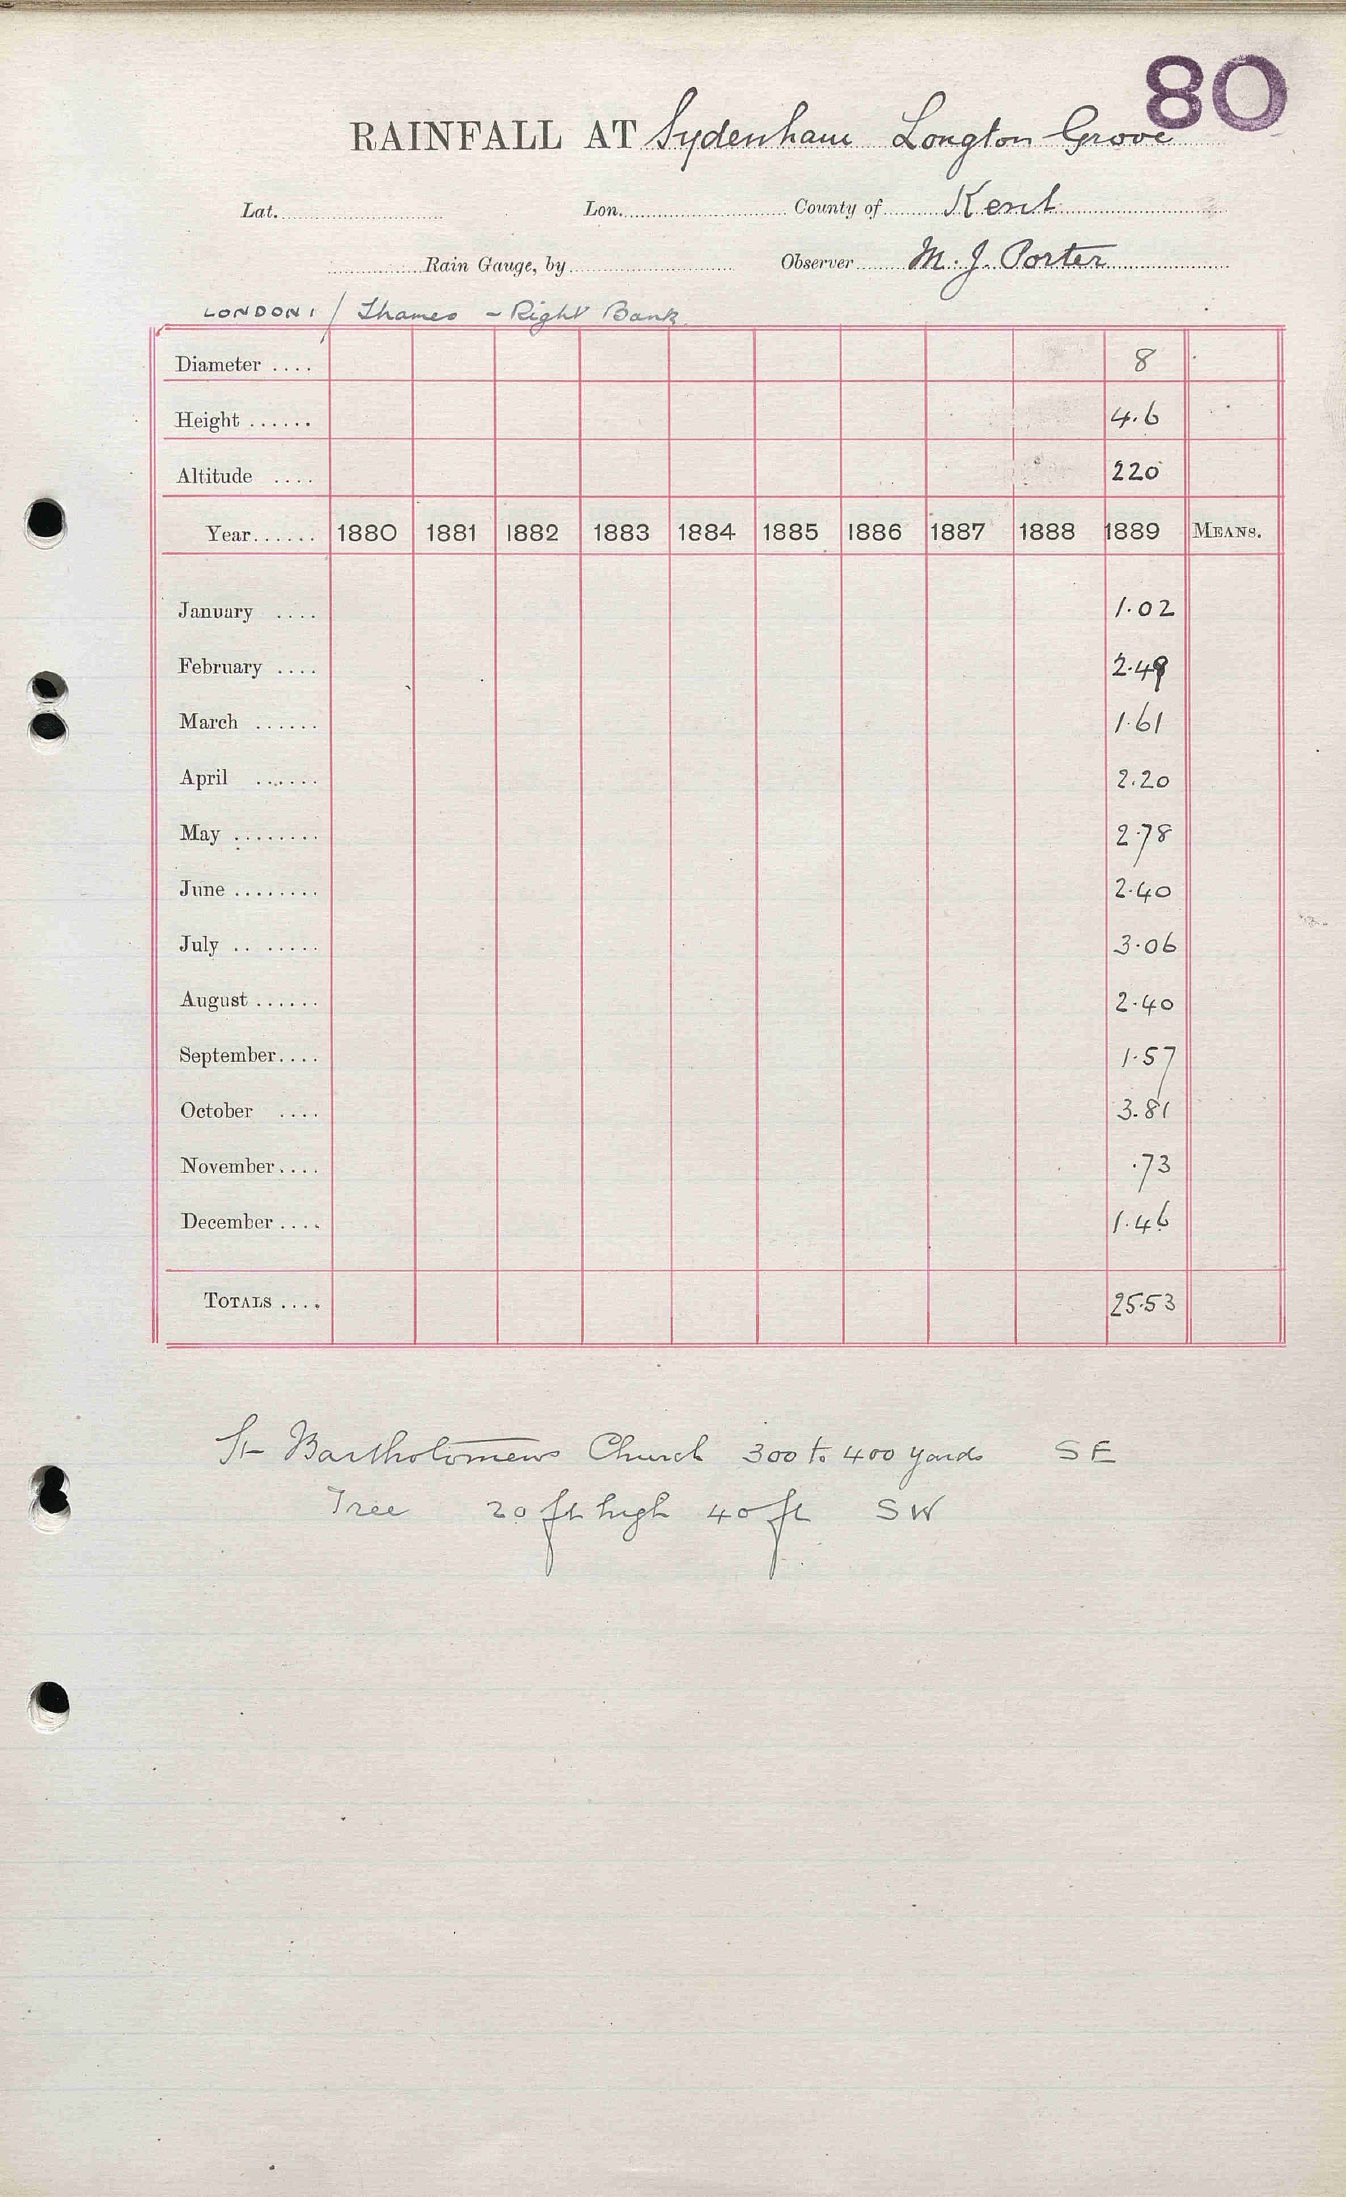 80
RAINFALL AT Sydenham Longton Grove
Lat. Lon. County of Kent
Rain Gauge, by Observer M. J. Porter
LONDON 1 / Thames - Right Bank
Diameter .... 8
Height ...... 4.6
Altitude .... 220
Year...... 1880 1881 1882 1883 1884 1885 1886 1887 1888 1889 MEANS.
January .... 1.02
February .... 2.49
March ...... 1.61
April ...... 2.20
May ........ 2.78
June ........ 2.40
July .. ...... 3.06
August ...... 2.40
September.... 1.57
October .... 3.81
November.... .73
December .... 1.46
TOTALS .... 25.53
St Bartholomews Church 300 to 400 yards SE
Tree 20 ft high 40 ft SW